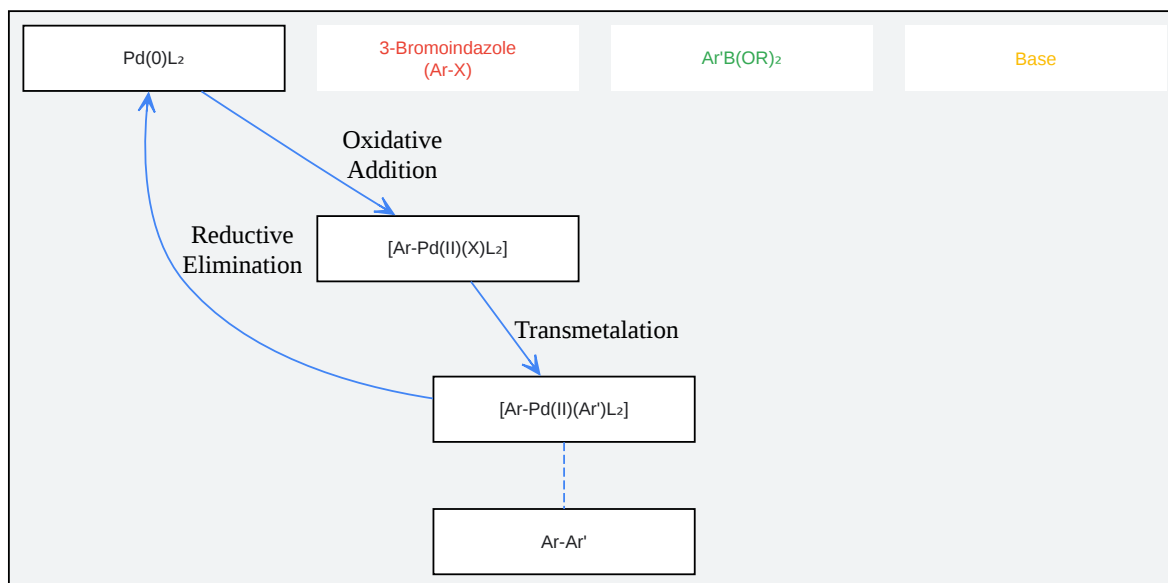 Pd(0)L₂
3-Bromoindazole
(Ar-X)
Ar'B(OR)₂
Base
Oxidative
Addition
Reductive
Elimination
[Ar-Pd(II)(X)L₂]
Transmetalation
[Ar-Pd(II)(Ar')L₂]
Ar-Ar'